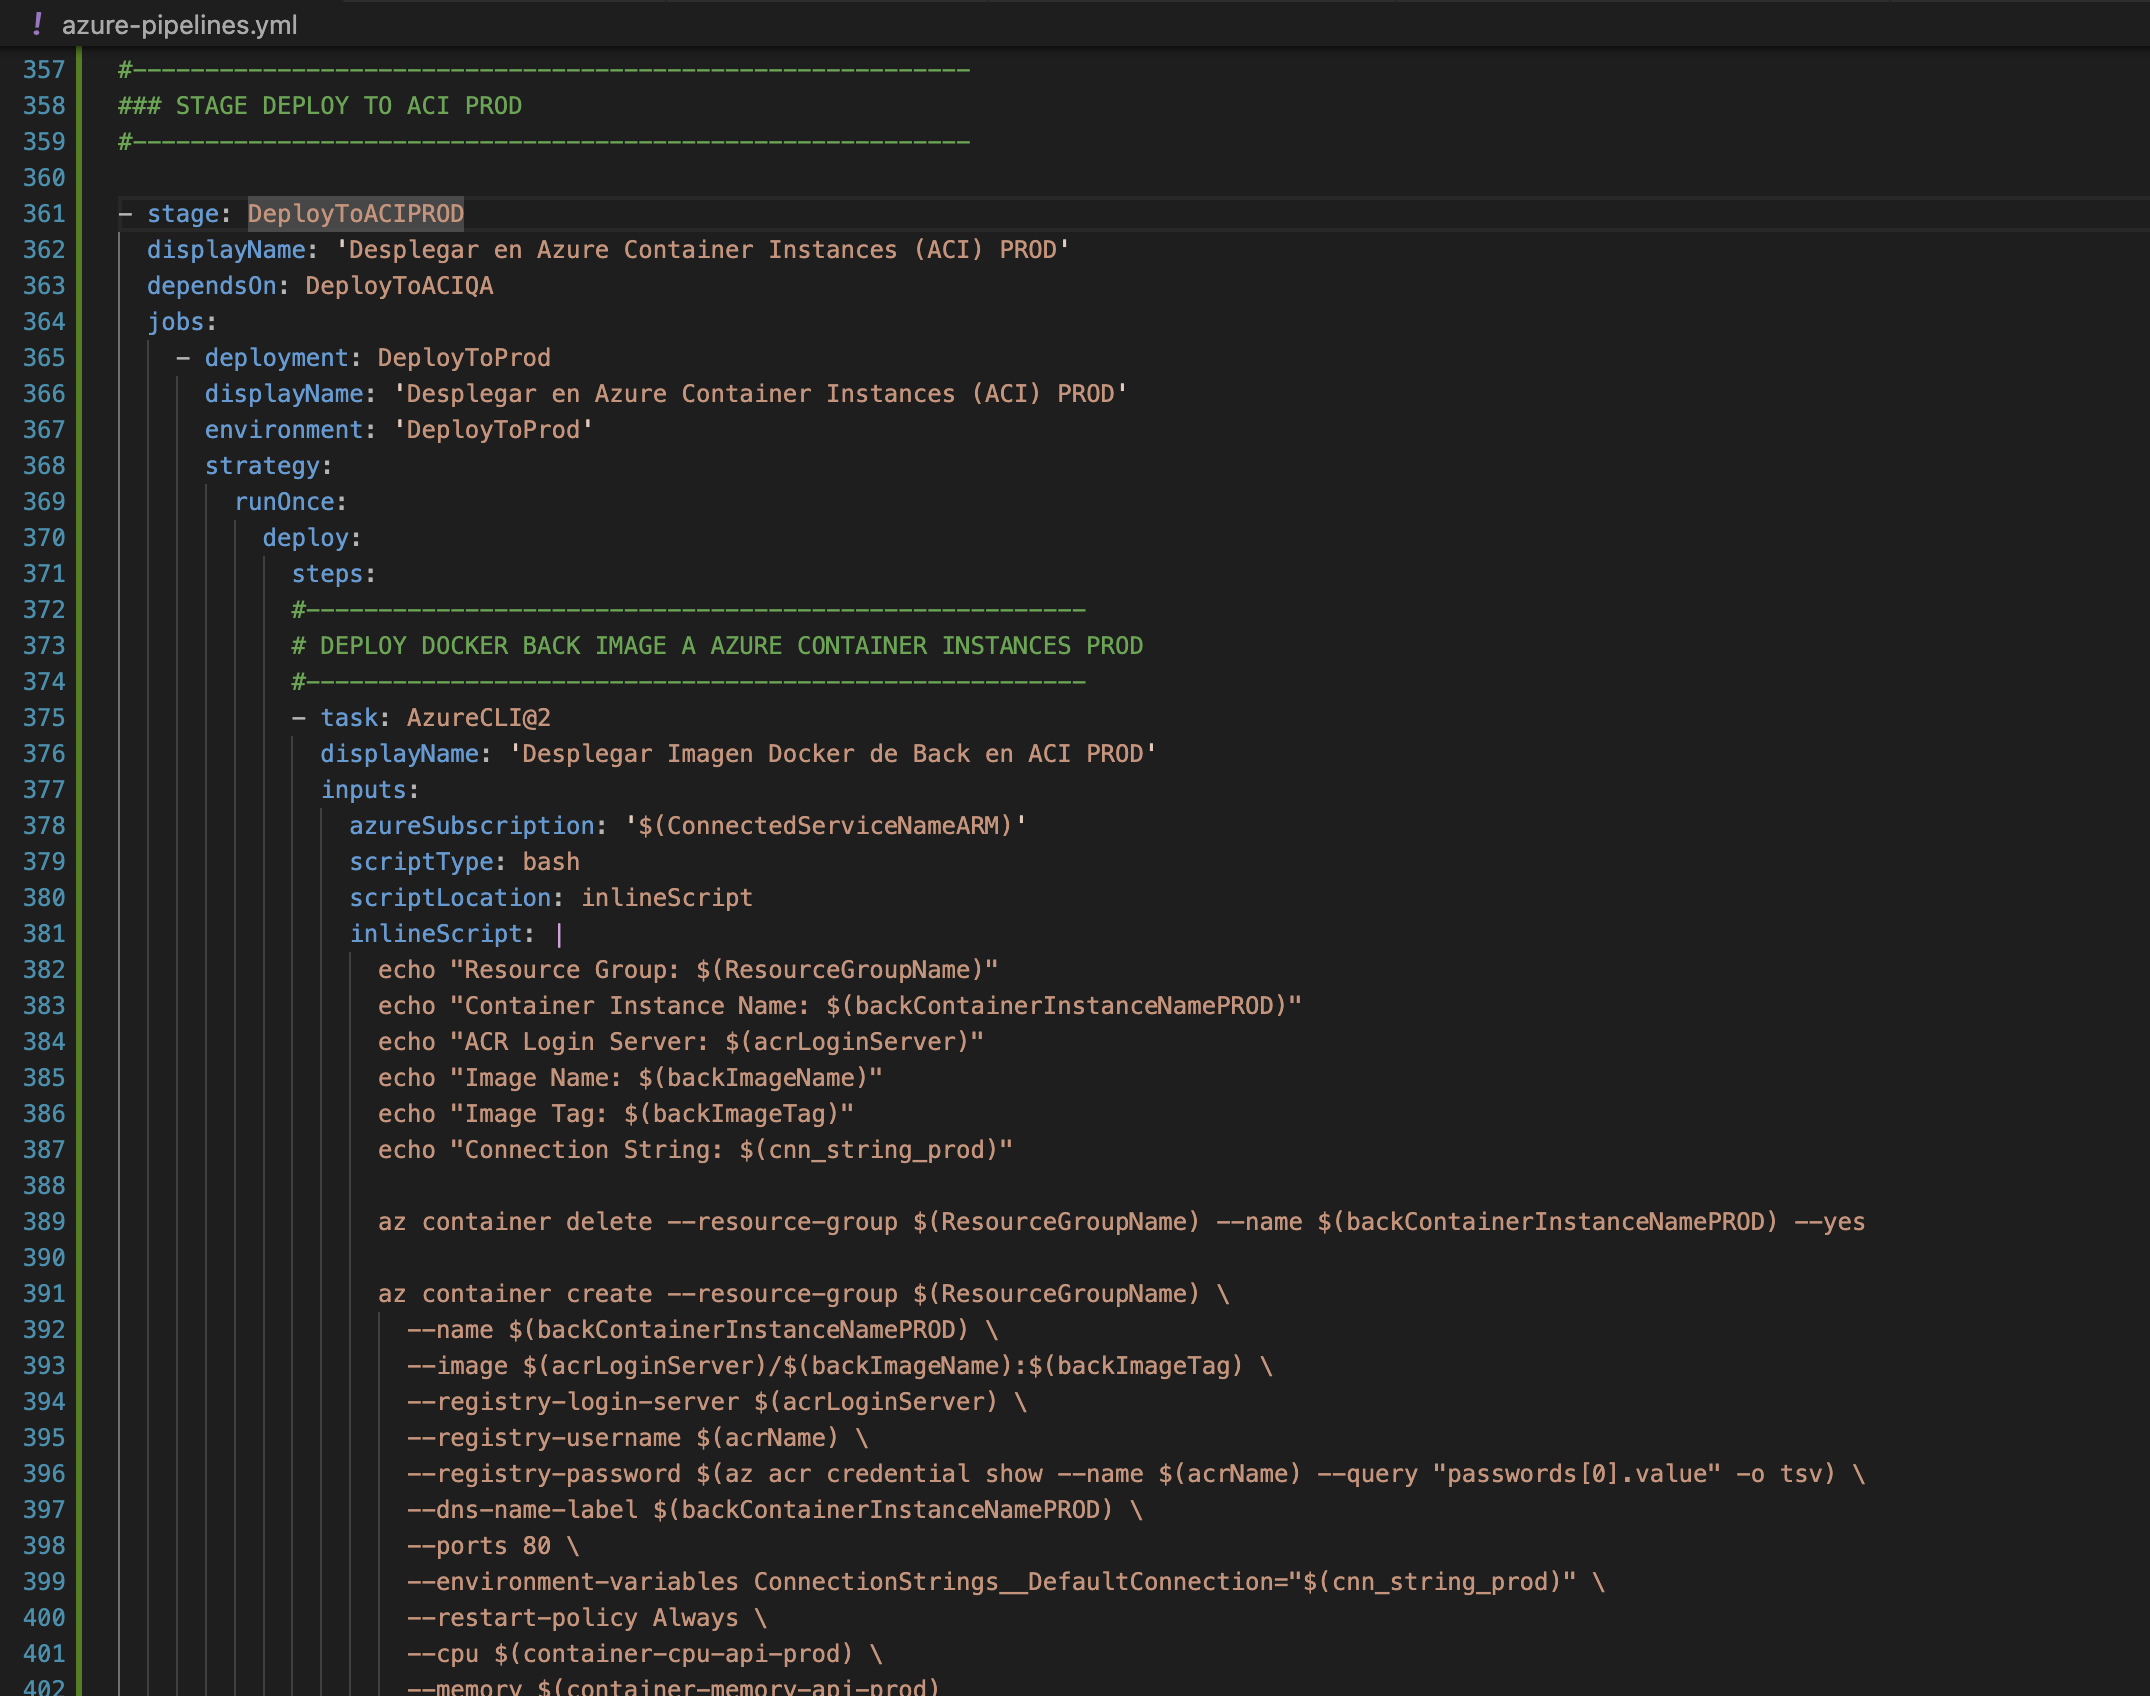 ! azure-pipelines.yml
357 #----------------------------------------------------------
358 ### STAGE DEPLOY TO ACI PROD
359 #----------------------------------------------------------
360
361 - stage: DeployToACIPROD
362   displayName: 'Desplegar en Azure Container Instances (ACI) PROD'
363   dependsOn: DeployToACIQA
364   jobs:
365     - deployment: DeployToProd
366       displayName: 'Desplegar en Azure Container Instances (ACI) PROD'
367       environment: 'DeployToProd'
368       strategy:
369         runOnce:
370           deploy:
371             steps:
372             #------------------------------------------------------
373             # DEPLOY DOCKER BACK IMAGE A AZURE CONTAINER INSTANCES PROD
374             #------------------------------------------------------
375             - task: AzureCLI@2
376               displayName: 'Desplegar Imagen Docker de Back en ACI PROD'
377               inputs:
378                 azureSubscription: '$(ConnectedServiceNameARM)'
379                 scriptType: bash
380                 scriptLocation: inlineScript
381                 inlineScript: |
382                   echo "Resource Group: $(ResourceGroupName)"
383                   echo "Container Instance Name: $(backContainerInstanceNamePROD)"
384                   echo "ACR Login Server: $(acrLoginServer)"
385                   echo "Image Name: $(backImageName)"
386                   echo "Image Tag: $(backImageTag)"
387                   echo "Connection String: $(cnn_string_prod)"
388
389                   az container delete --resource-group $(ResourceGroupName) --name $(backContainerInstanceNamePROD) --yes
390
391                   az container create --resource-group $(ResourceGroupName) \
392                     --name $(backContainerInstanceNamePROD) \
393                     --image $(acrLoginServer)/$(backImageName):$(backImageTag) \
394                     --registry-login-server $(acrLoginServer) \
395                     --registry-username $(acrName) \
396                     --registry-password $(az acr credential show --name $(acrName) --query "passwords[0].value" -o tsv) \
397                     --dns-name-label $(backContainerInstanceNamePROD) \
398                     --ports 80 \
399                     --environment-variables ConnectionStrings__DefaultConnection="$(cnn_string_prod)" \
400                     --restart-policy Always \
401                     --cpu $(container-cpu-api-prod) \
402                     --memory $(container-memory-api-prod)